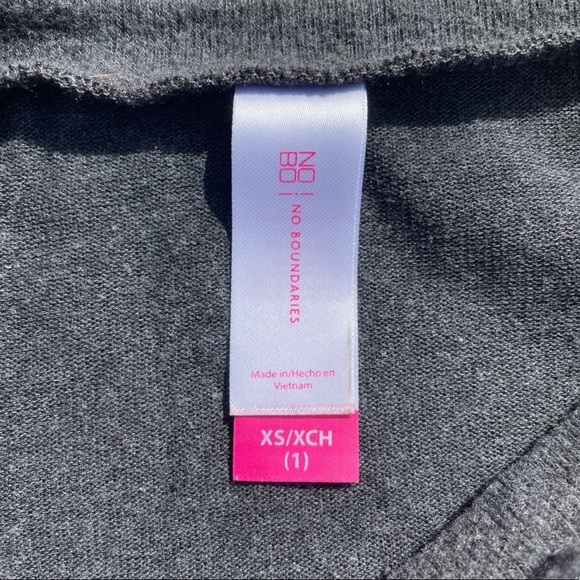 NO
BO
NO BOUNDARIES
Made in/Hecho en
Vietnam
XS/XCH
(1)